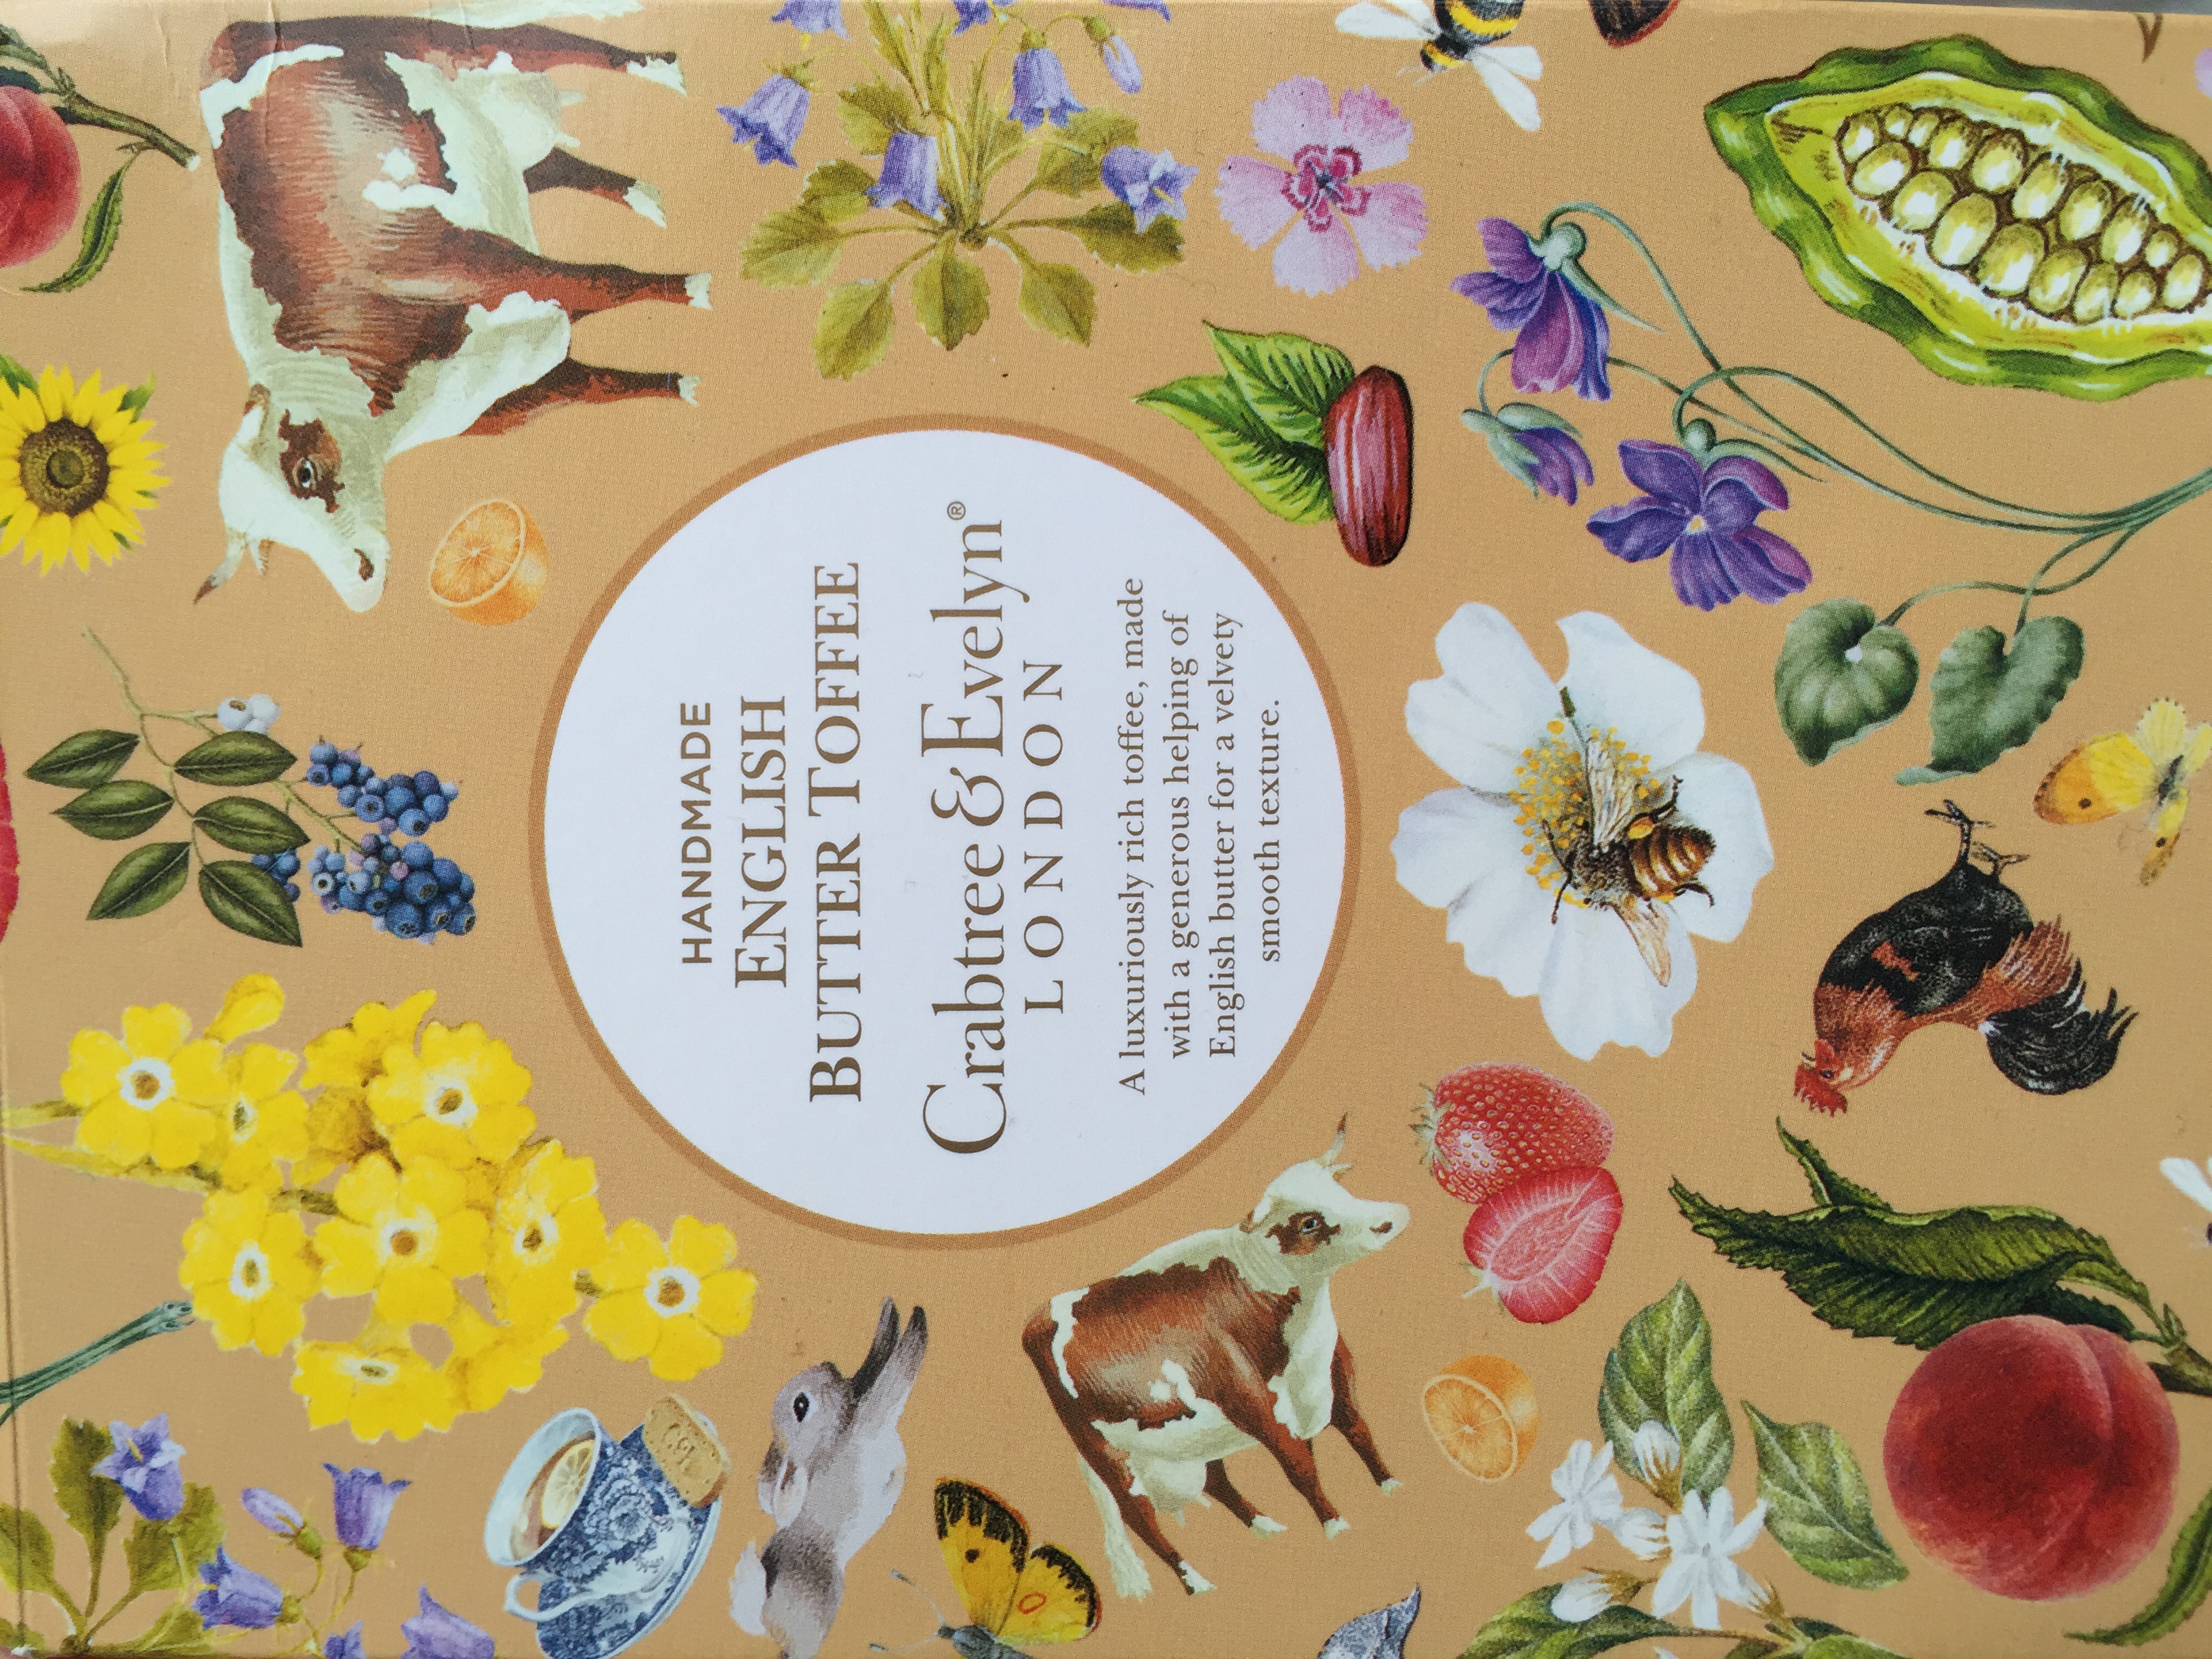 HANDMADE
ENGLISH
BUTTER TOFFEE
Crabtree & Evelyn®
LONDON
A luxuriously rich toffee, made
with a generous helping of
English butter for a velvety
smooth texture.